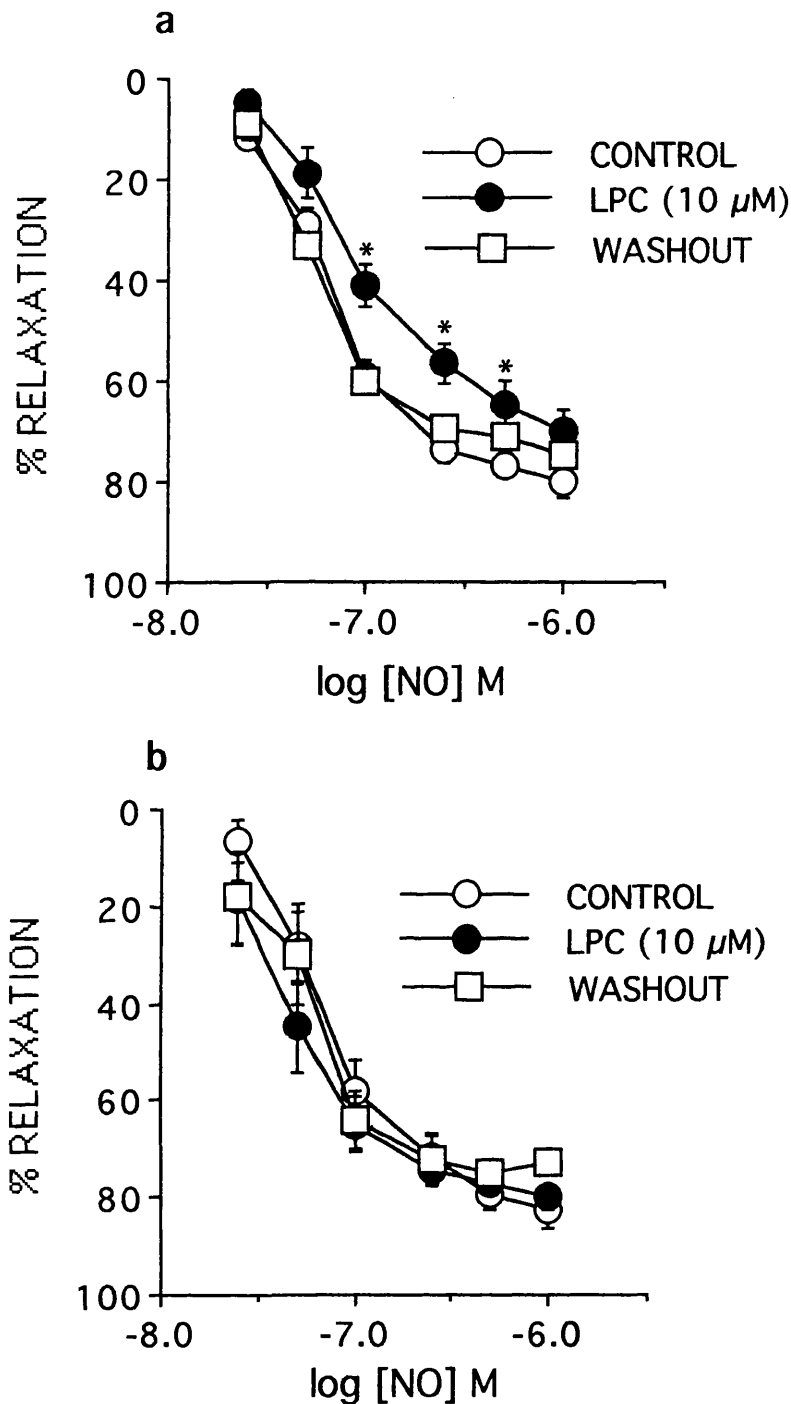 a
0
20
40
60
80
100
% RELAXATION
CONTROL
LPC (10 µM)
WASHOUT
*
*
*
-8.0 -7.0 -6.0
log [NO] M
b
0
20
40
60
80
100
% RELAXATION
CONTROL
LPC (10 µM)
WASHOUT
-8.0 -7.0 -6.0
log [NO] M